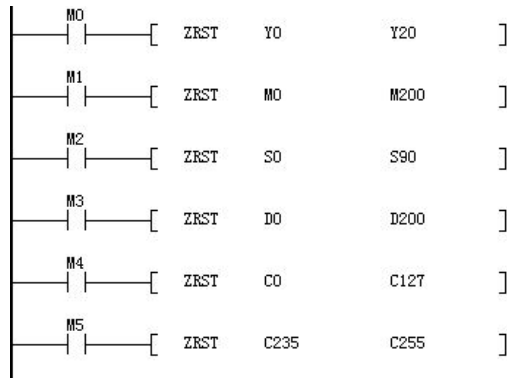 M0
ZRST Y0 Y20
M1
ZRST M0 M200
M2
ZRST S0 S90
M3
ZRST D0 D200
M4
ZRST C0 C127
M5
ZRST C235 C255